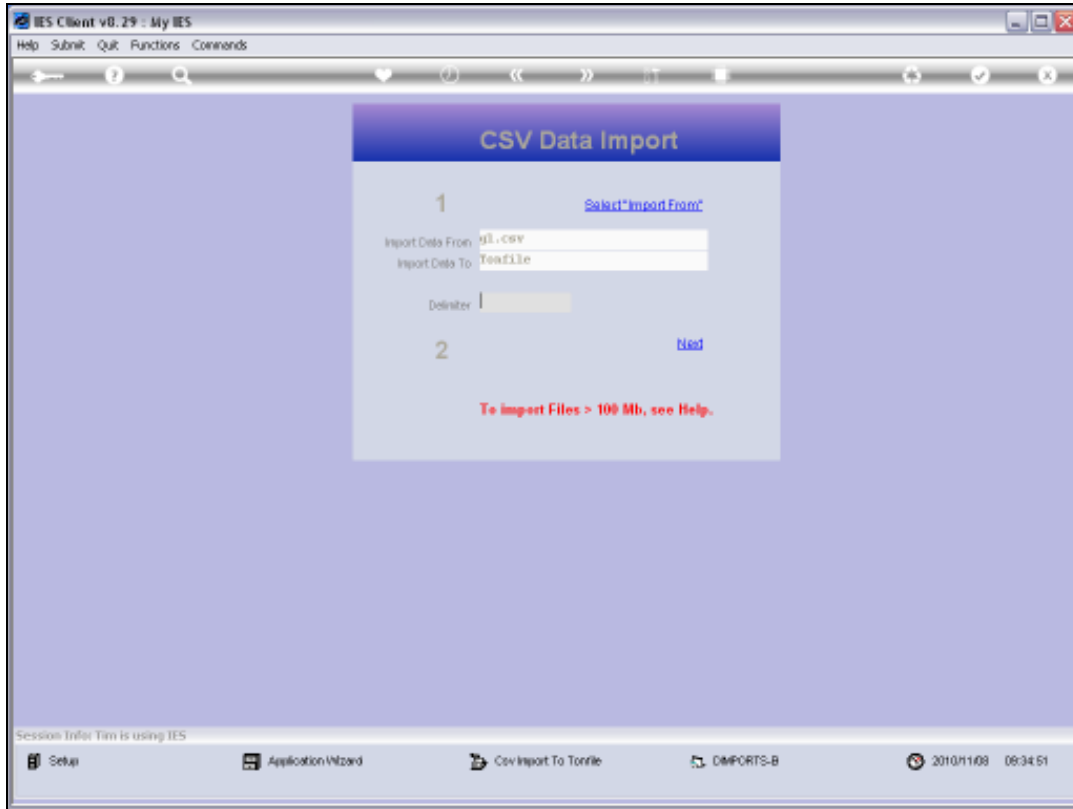 IES Client v8.29 : My IES
Help Submit Quit Functions Commands
CSV Data Import
1
Select "Import From"
Import Data From gl.csv
Import Data To Tonfile
Delimiter
2
Next
To import Files > 100 Mb, see Help.
Session Info: Tim is using IES
Setup Application Wizard Csv Import To Tonfile DIMPORTS-B 2010/11/08 09:34:51